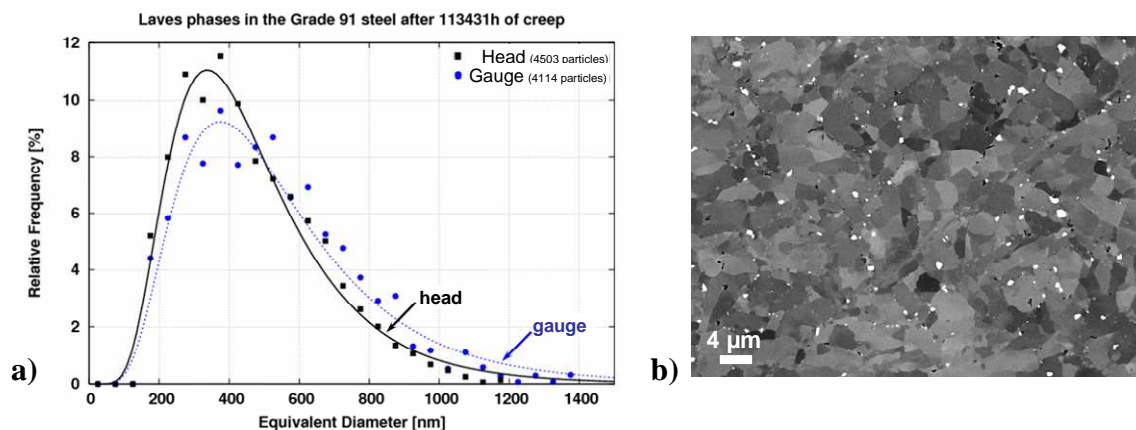 Laves phases in the Grade 91 steel after 113431h of creep
12
10
8
6
4
2
0
Relative Frequency [%]
Head (4503 particles)
Gauge (4114 particles)
head
gauge
0 200 400 600 800 1000 1200 1400
Equivalent Diameter [nm]
a)
4 µm
b)